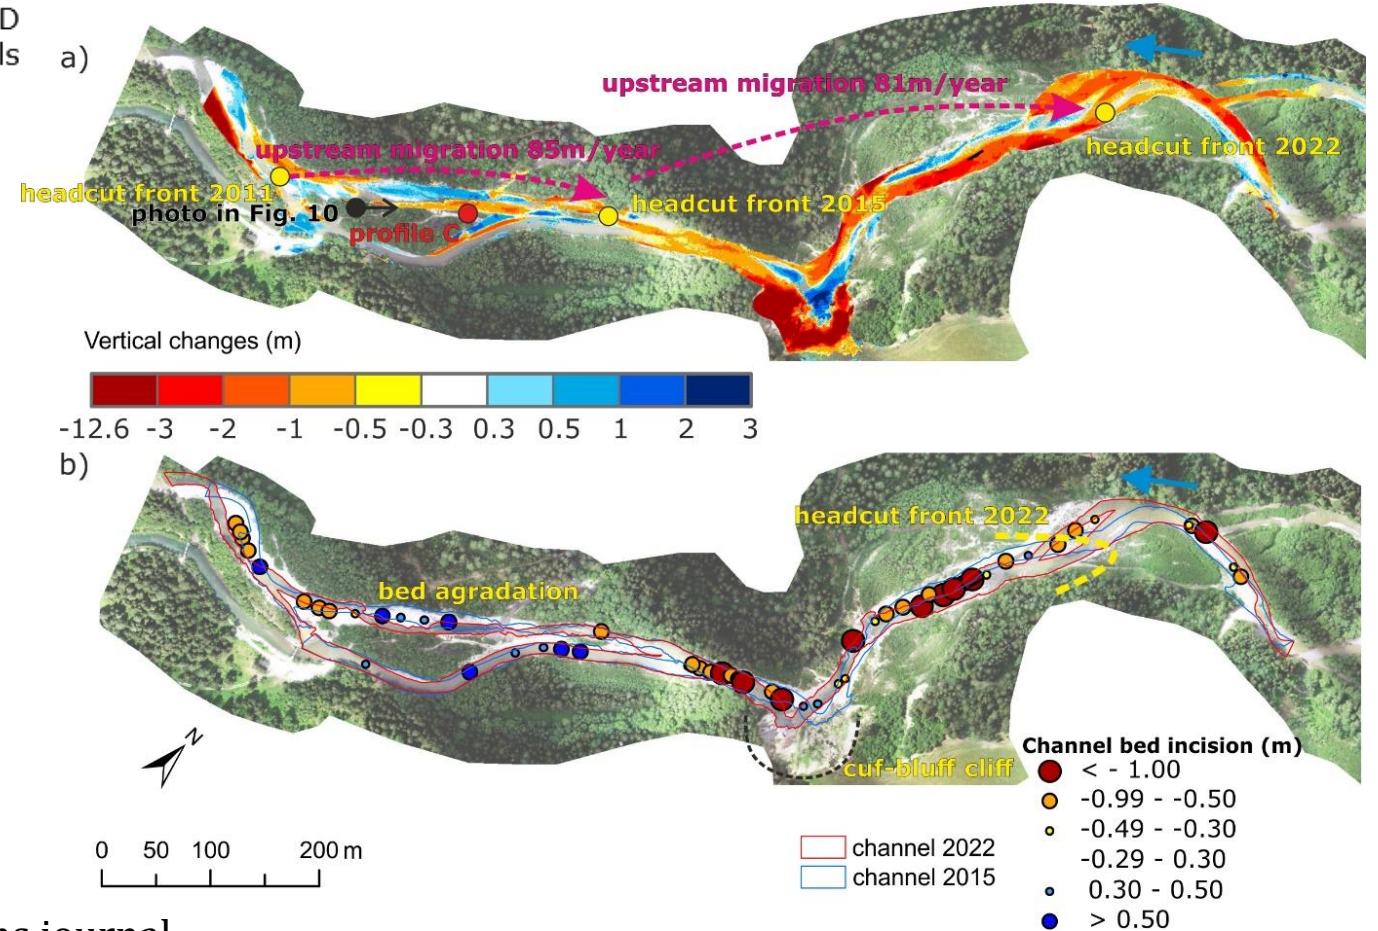 D
ls
a)
upstream migration 81m/year
headcut front 2022
upstream migration 85m/year
headcut front 2011
headcut front 2015
photo in Fig. 10
profile C
Vertical changes (m)
-12.6 -3 -2 -1 -0.5 -0.3 0.3 0.5 1 2 3
b)
headcut front 2022
bed agradation
N
cuf-bluff cliff
Channel bed incision (m)
< - 1.00
-0.99 - -0.50
-0.49 - -0.30
-0.29 - 0.30
0.30 - 0.50
> 0.50
channel 2022
channel 2015
0 50 100 200 m
journal